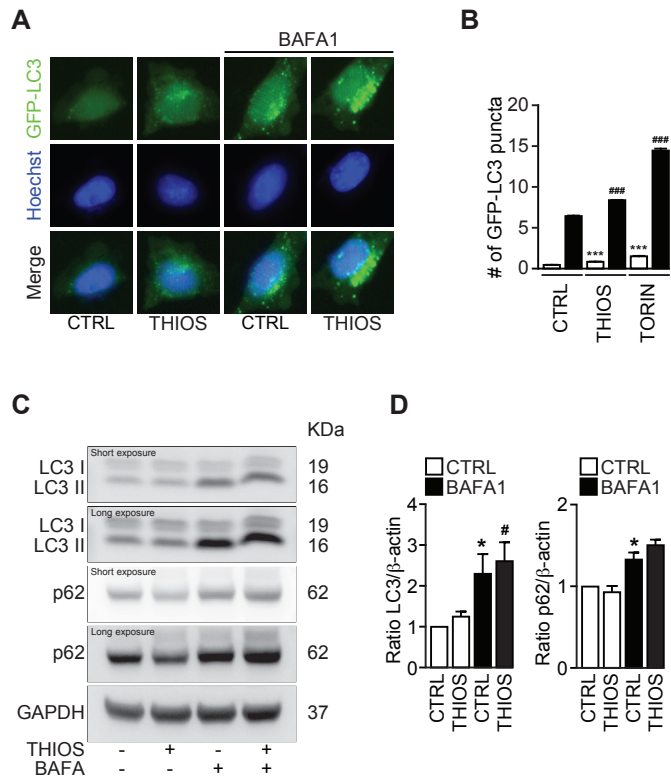 A
BAFA1
GFP-LC3
Hoechst
Merge
CTRL THIOS CTRL THIOS
B
# of GFP-LC3 puncta
20
15
10
5
0
###
###
***
***
CTRL
THIOS
TORIN
C
KDa
Short exposure
LC3 I 19
LC3 II 16
Long exposure
LC3 I 19
LC3 II 16
Short exposure
p62 62
Long exposure
p62 62
GAPDH 37
THIOS - + - +
BAFA - - + +
D
CTRL
BAFA1
Ratio LC3/β-actin
4
3
2
1
0
* #
CTRL
THIOS
CTRL
THIOS
CTRL
BAFA1
Ratio p62/β-actin
2
1
0
*
CTRL
THIOS
CTRL
THIOS